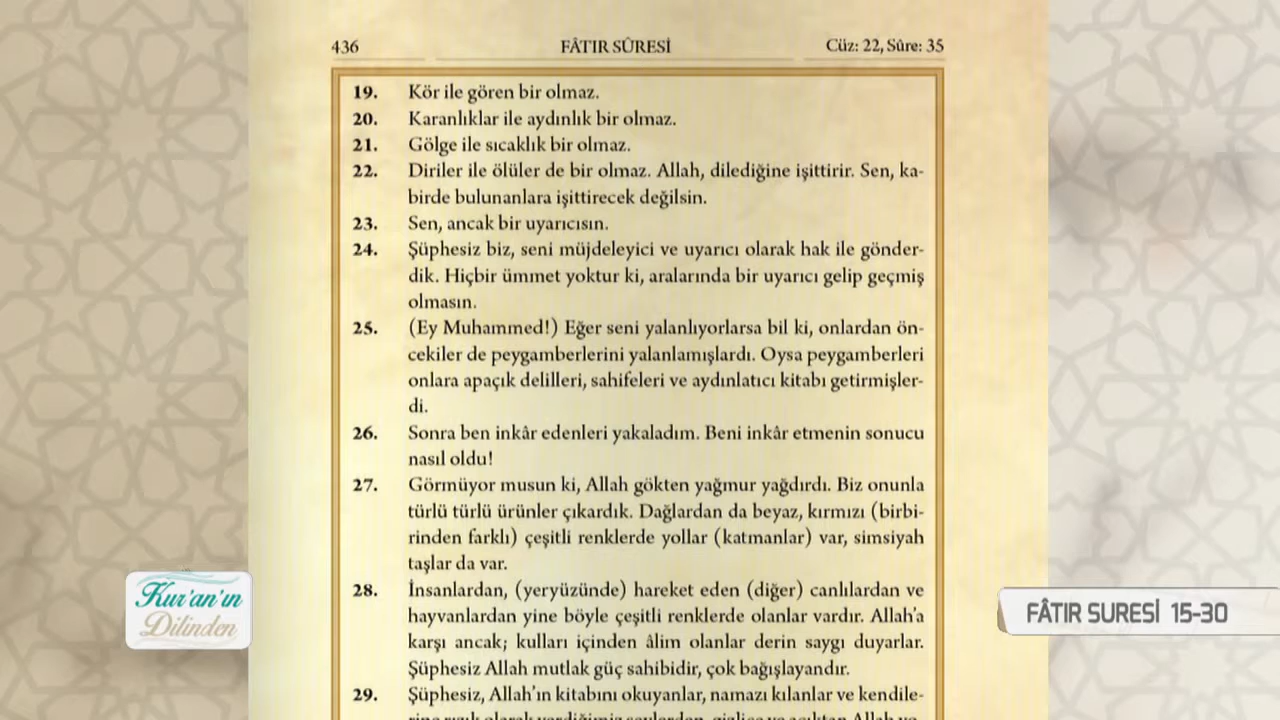 436 FÂTIR SÛRESİ Cüz: 22, Sûre: 35
19. Kör ile gören bir olmaz.
20. Karanlıklar ile aydınlık bir olmaz.
21. Gölge ile sıcaklık bir olmaz.
22. Diriler ile ölüler de bir olmaz. Allah, dilediğine işittirir. Sen, ka-
birde bulunanlara işittirecek değilsin.
23. Sen, ancak bir uyarıcısın.
24. Şüphesiz biz, seni müjdeleyici ve uyarıcı olarak hak ile gönder-
dik. Hiçbir ümmet yoktur ki, aralarında bir uyarıcı gelip geçmiş
olmasın.
25. (Ey Muhammed!) Eğer seni yalanlıyorlarsa bil ki, onlardan ön-
cekiler de peygamberlerini yalanlamışlardı. Oysa peygamberleri
onlara apaçık delilleri, sahifeleri ve aydınlatıcı kitabı getirmişler-
di.
26. Sonra ben inkâr edenleri yakaladım. Beni inkâr etmenin sonucu
nasıl oldu!
27. Görmüyor musun ki, Allah gökten yağmur yağdırdı. Biz onunla
türlü türlü ürünler çıkardık. Dağlardan da beyaz, kırmızı (birbi-
rinden farklı) çeşitli renklerde yollar (katmanlar) var, simsiyah
taşlar da var.
28. İnsanlardan, (yeryüzünde) hareket eden (diğer) canlılardan ve
hayvanlardan yine böyle çeşitli renklerde olanlar vardır. Allah'a
karşı ancak; kulları içinden âlim olanlar derin saygı duyarlar.
Şüphesiz Allah mutlak güç sahibidir, çok bağışlayandır.
29. Şüphesiz, Allah'ın kitabını okuyanlar, namazı kılanlar ve kendile-
rine rızık olarak verdiğimiz şeylerden, gizlice ve açıktan Allah
Kur'an'ın
Dilinden
FÂTIR SURESİ 15-30